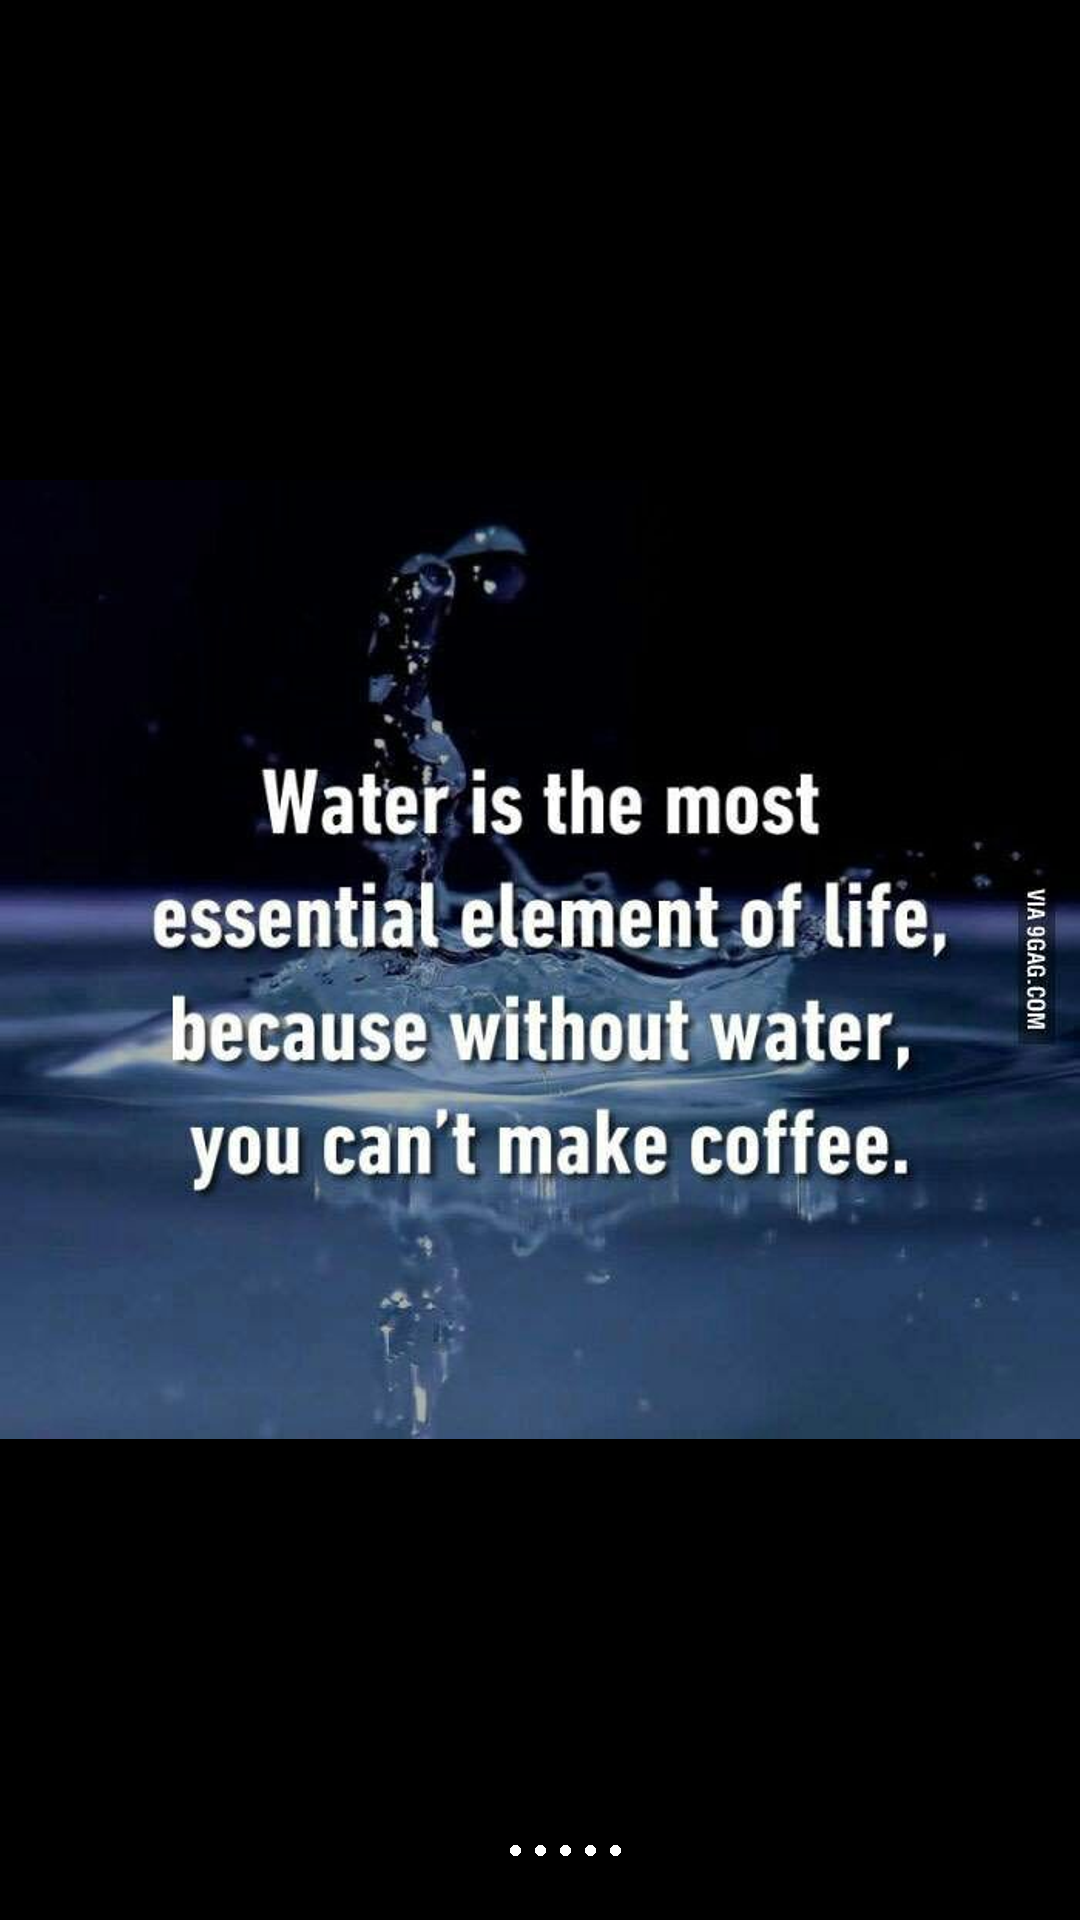 Water is the most
essential element of life,
because without water,
you can’t make coffee.
VIA 9GAG.COM